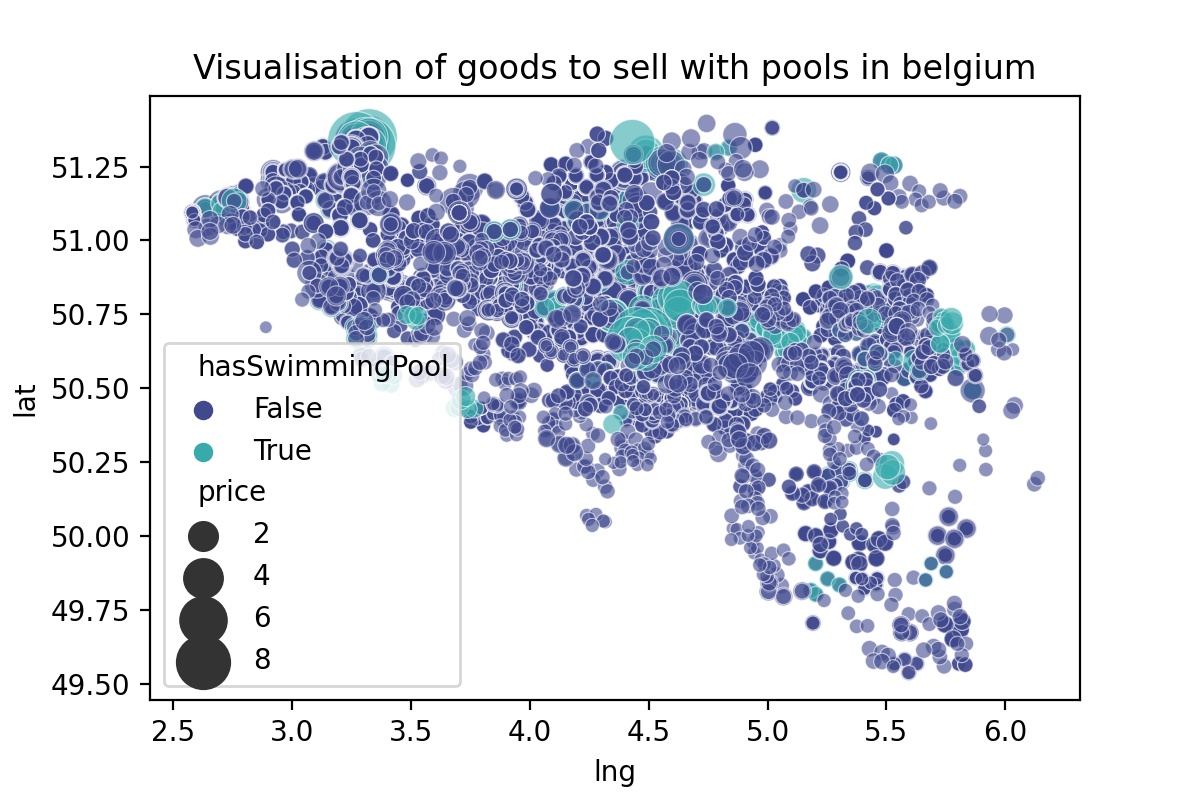 Visualisation of goods to sell with pools in belgium
51.25
51.00
50.75
50.50
50.25
50.00
49.75
49.50
lat
hasSwimmingPool
False
True
price
2
4
6
8
2.5 3.0 3.5 4.0 4.5 5.0 5.5 6.0
lng